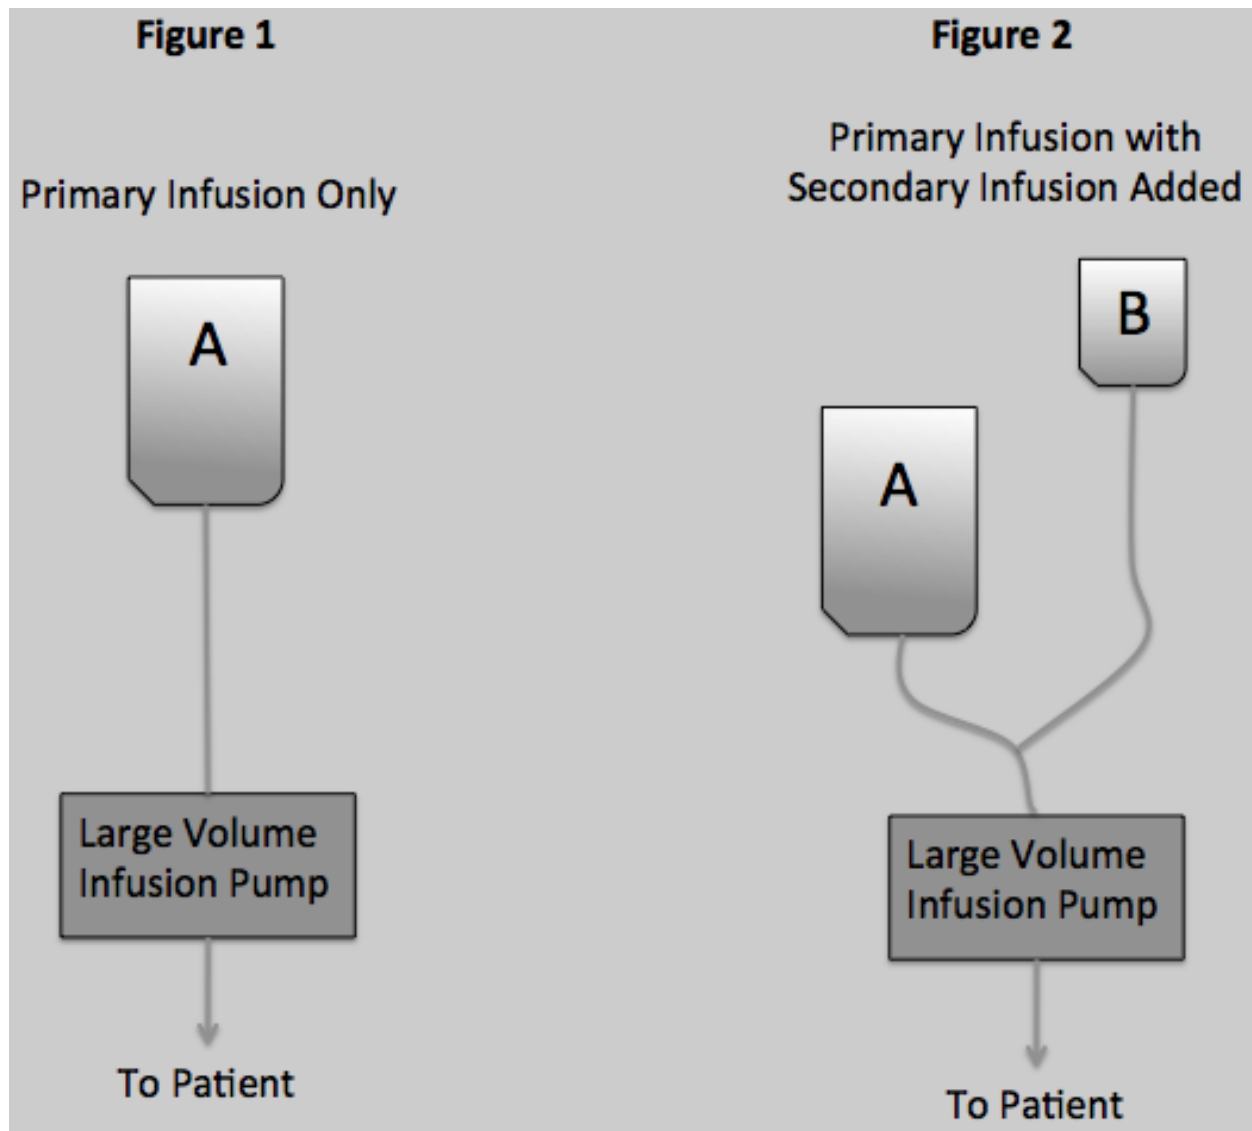 Figure 1
Primary Infusion Only
A
Large Volume
Infusion Pump
To Patient
Figure 2
Primary Infusion with
Secondary Infusion Added
B
A
Large Volume
Infusion Pump
To Patient